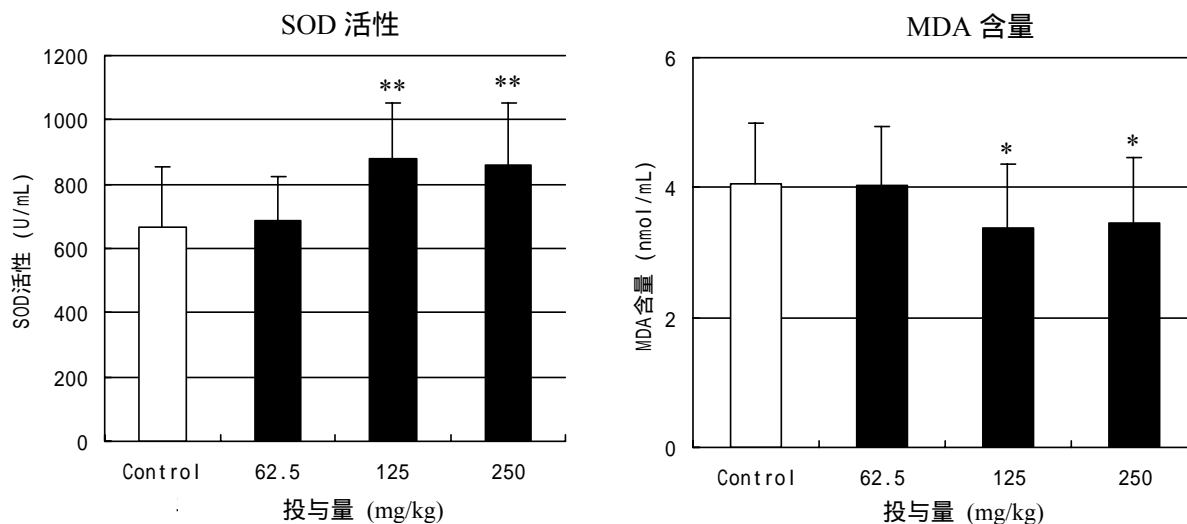 SOD 活性
1200
1000
800
600
400
200
0
SOD活性 (U/mL)
** **
Control 62.5 125 250
投与量 (mg/kg)
MDA 含量
6
4
2
0
MDA含量 (nmol/mL)
* *
Control 62.5 125 250
投与量 (mg/kg)